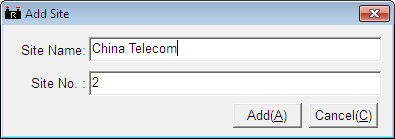 Add Site
Site Name: China Telecom
Site No. : 2
Add(A) Cancel(C)